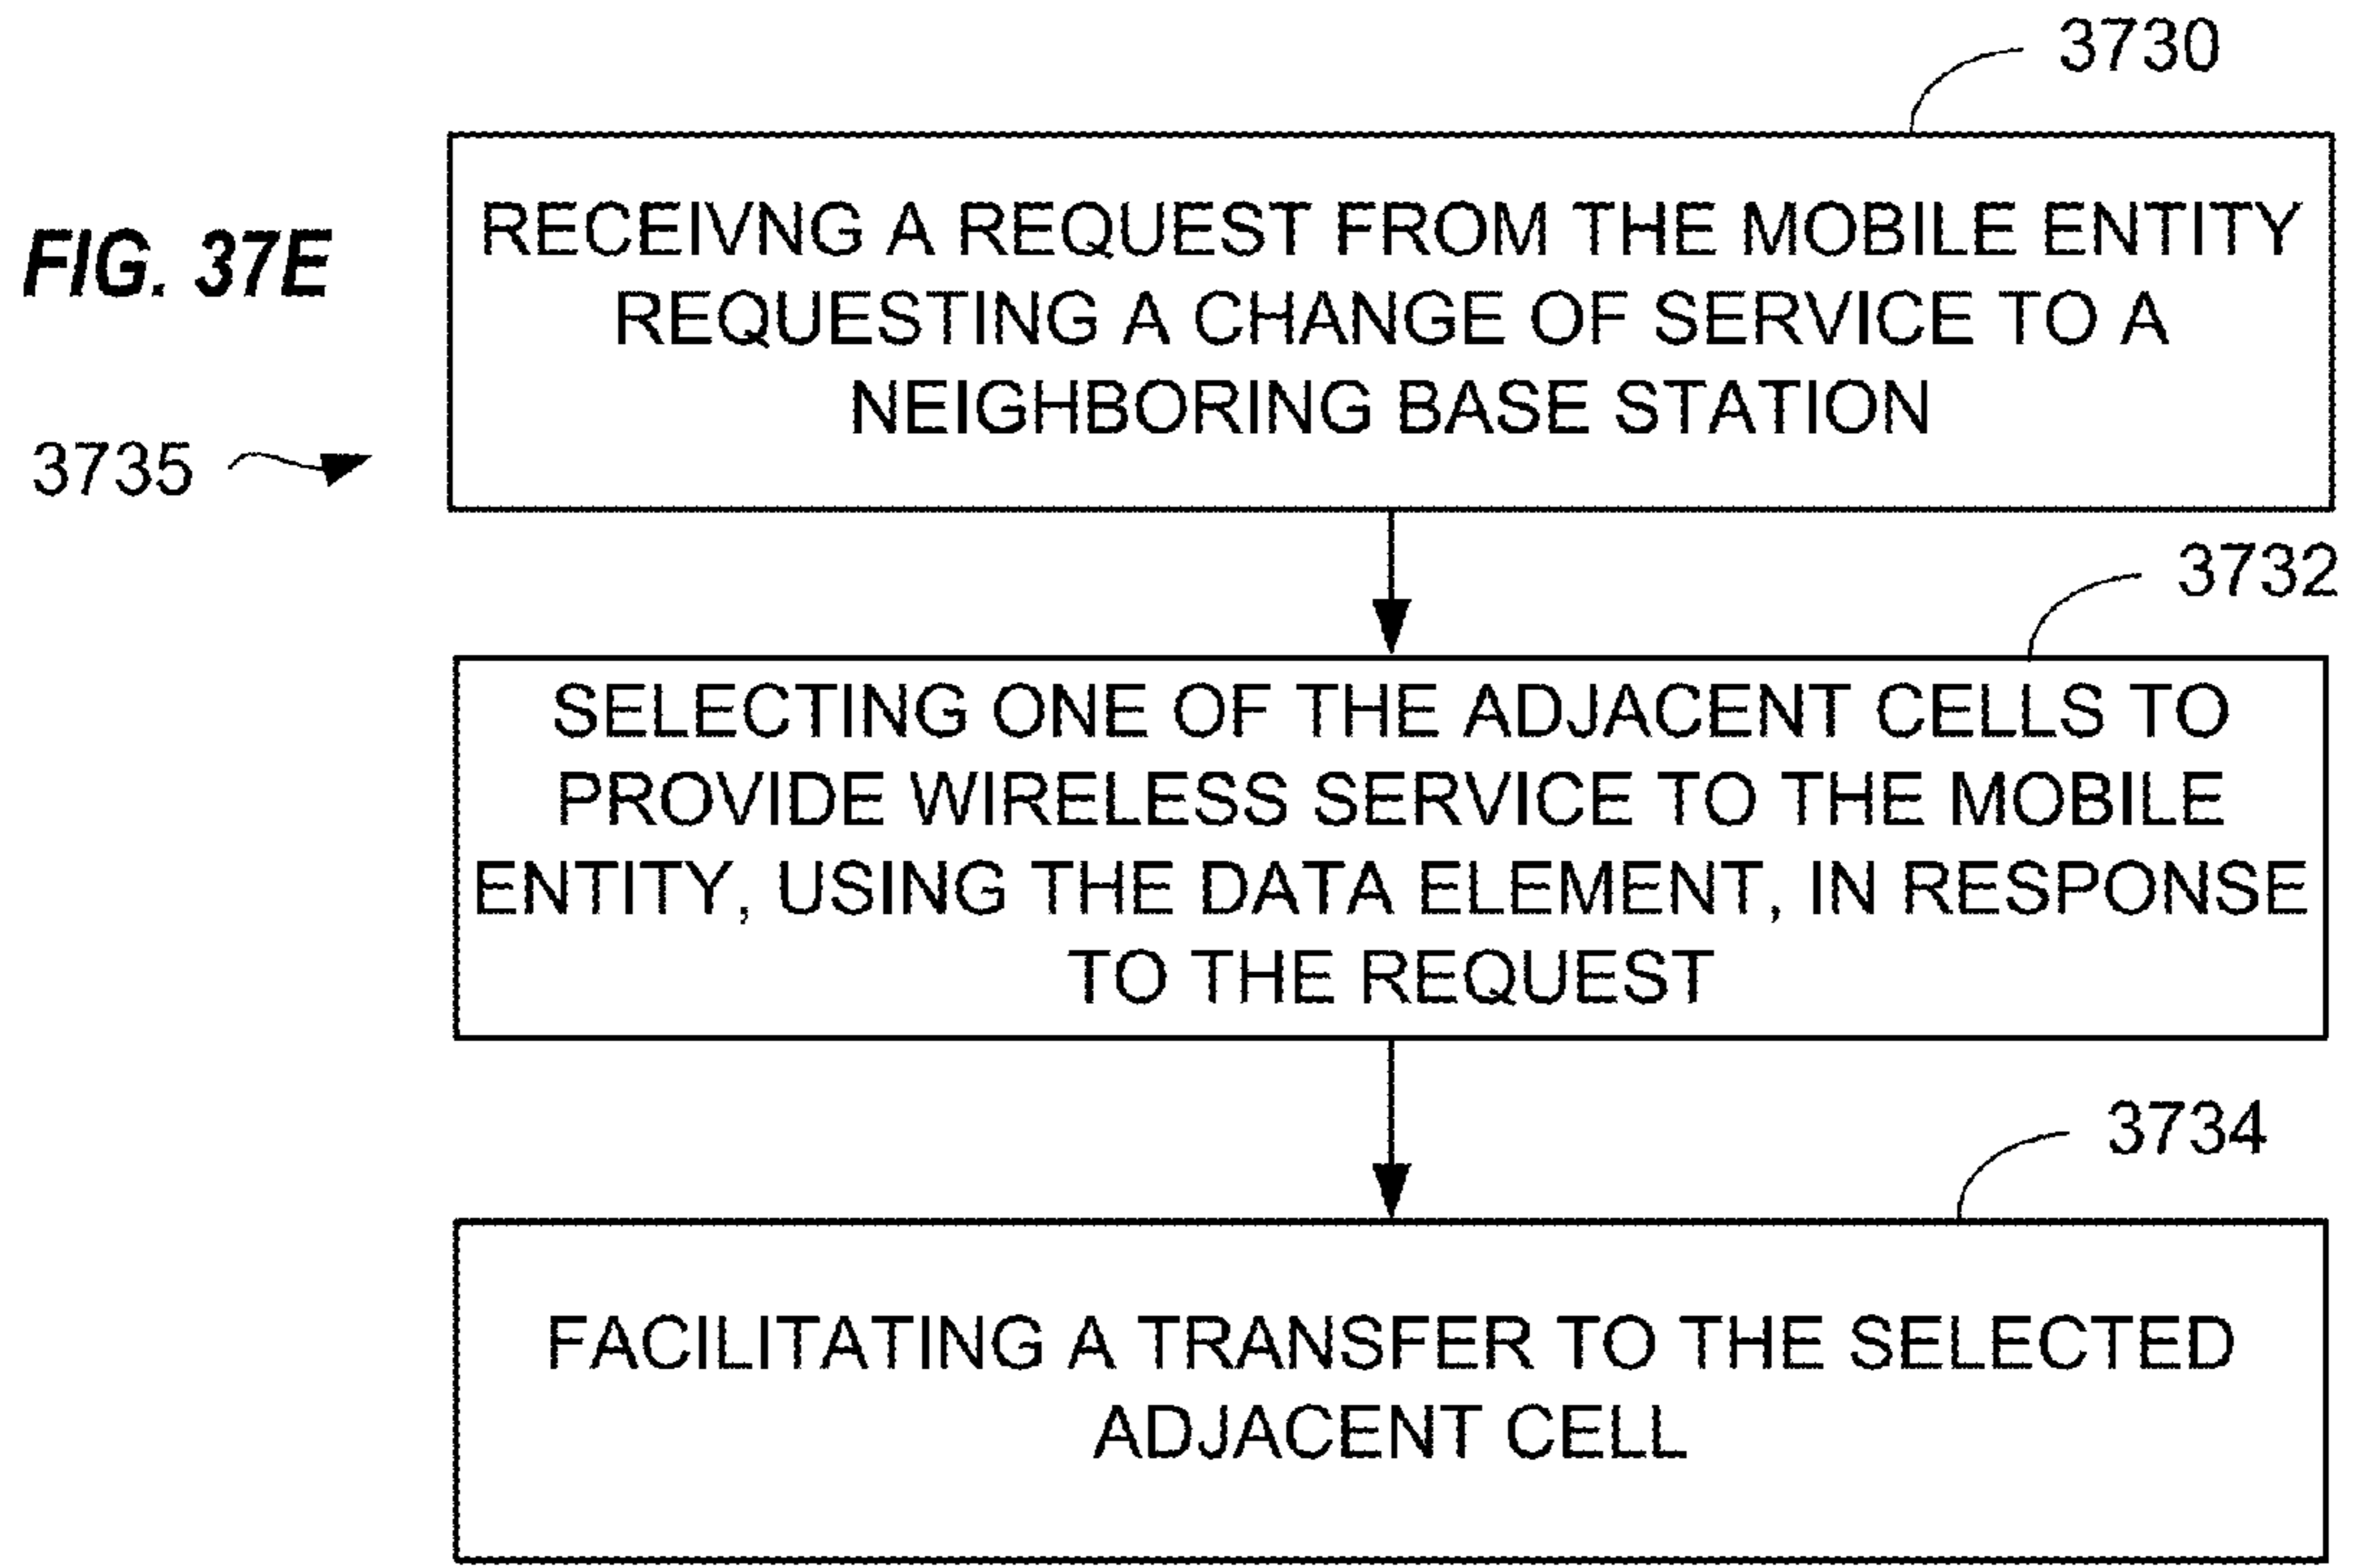 3730
FIG. 37E
RECEIVNG A REQUEST FROM THE MOBILE ENTITY
REQUESTING A CHANGE OF SERVICE TO A
NEIGHBORING BASE STATION
3735
3732
SELECTING ONE OF THE ADJACENT CELLS TO
PROVIDE WIRELESS SERVICE TO THE MOBILE
ENTITY, USING THE DATA ELEMENT, IN RESPONSE
TO THE REQUEST
3734
FACILITATING A TRANSFER TO THE SELECTED
ADJACENT CELL